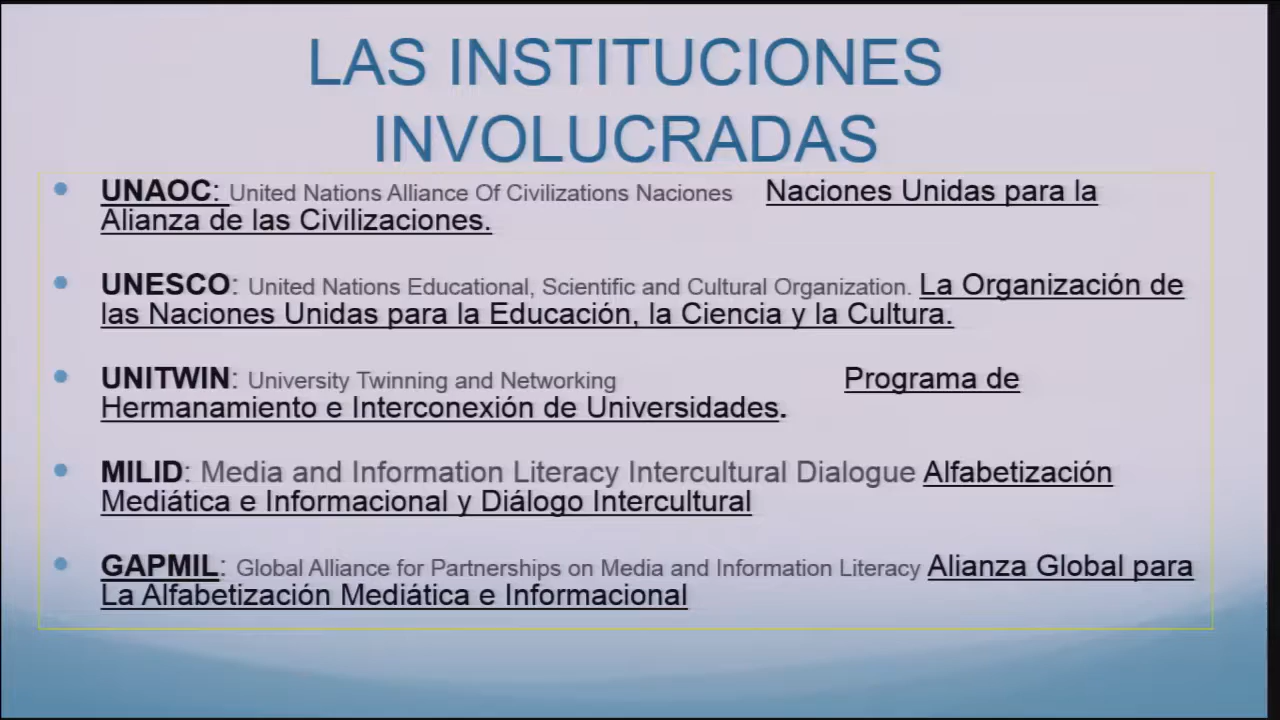 LAS INSTITUCIONES
INVOLUCRADAS
UNAOC: United Nations Alliance Of Civilizations Naciones Naciones Unidas para la
Alianza de las Civilizaciones.
UNESCO: United Nations Educational, Scientific and Cultural Organization. La Organización de
las Naciones Unidas para la Educación, la Ciencia y la Cultura.
UNITWIN: University Twinning and Networking Programa de
Hermanamiento e Interconexión de Universidades.
MILID: Media and Information Literacy Intercultural Dialogue Alfabetización
Mediática e Informacional y Diálogo Intercultural
GAPMIL: Global Alliance for Partnerships on Media and Information Literacy Alianza Global para
La Alfabetización Mediática e Informacional